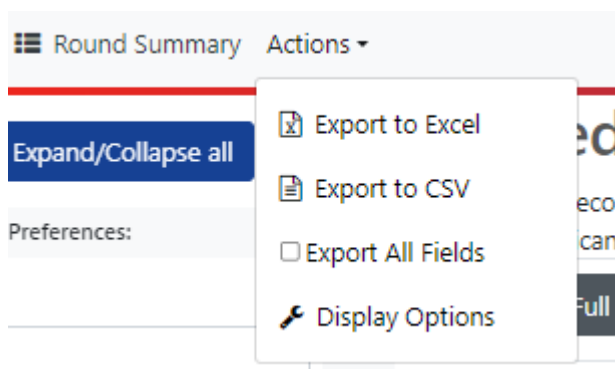 Round Summary Actions
Export to Excel
Expand/Collapse all
Export to CSV
Preferences:
Export All Fields
Full
Display Options